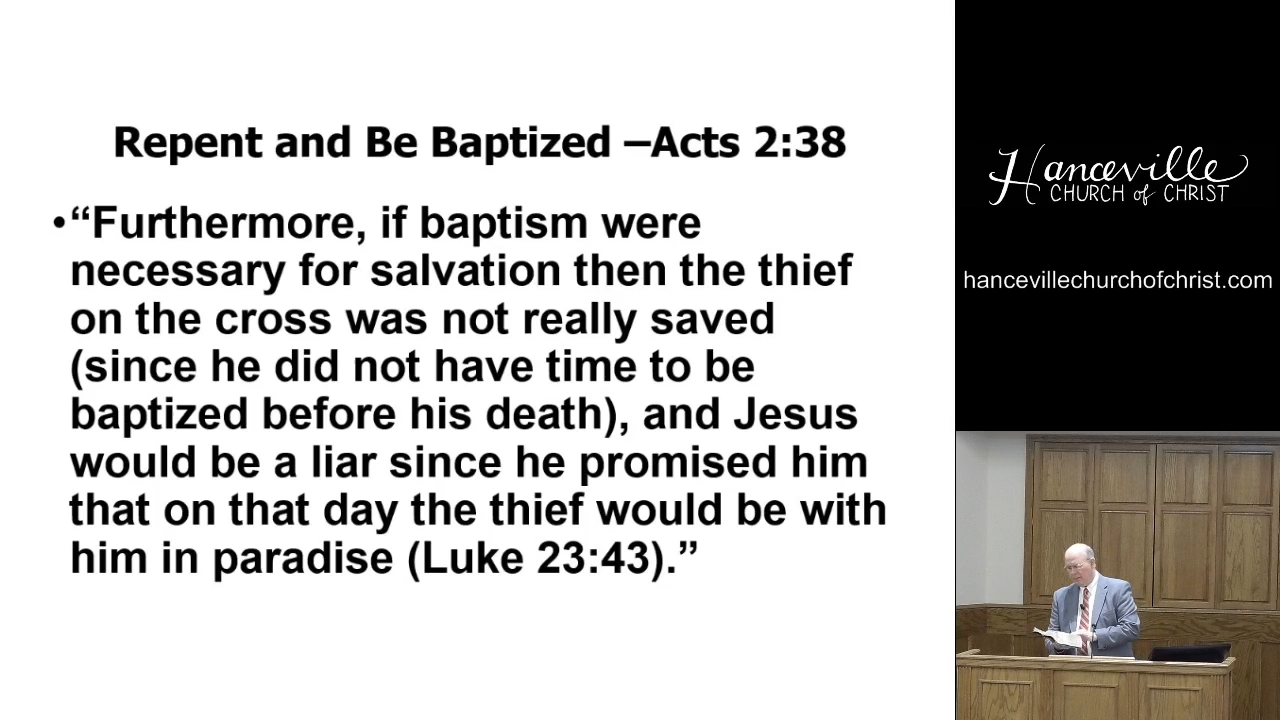 Repent and Be Baptized –Acts 2:38
•“Furthermore, if baptism were
necessary for salvation then the thief
on the cross was not really saved
(since he did not have time to be
baptized before his death), and Jesus
would be a liar since he promised him
that on that day the thief would be with
him in paradise (Luke 23:43).”
Hanceville
CHURCH of CHRIST
hancevillechurchofchrist.com